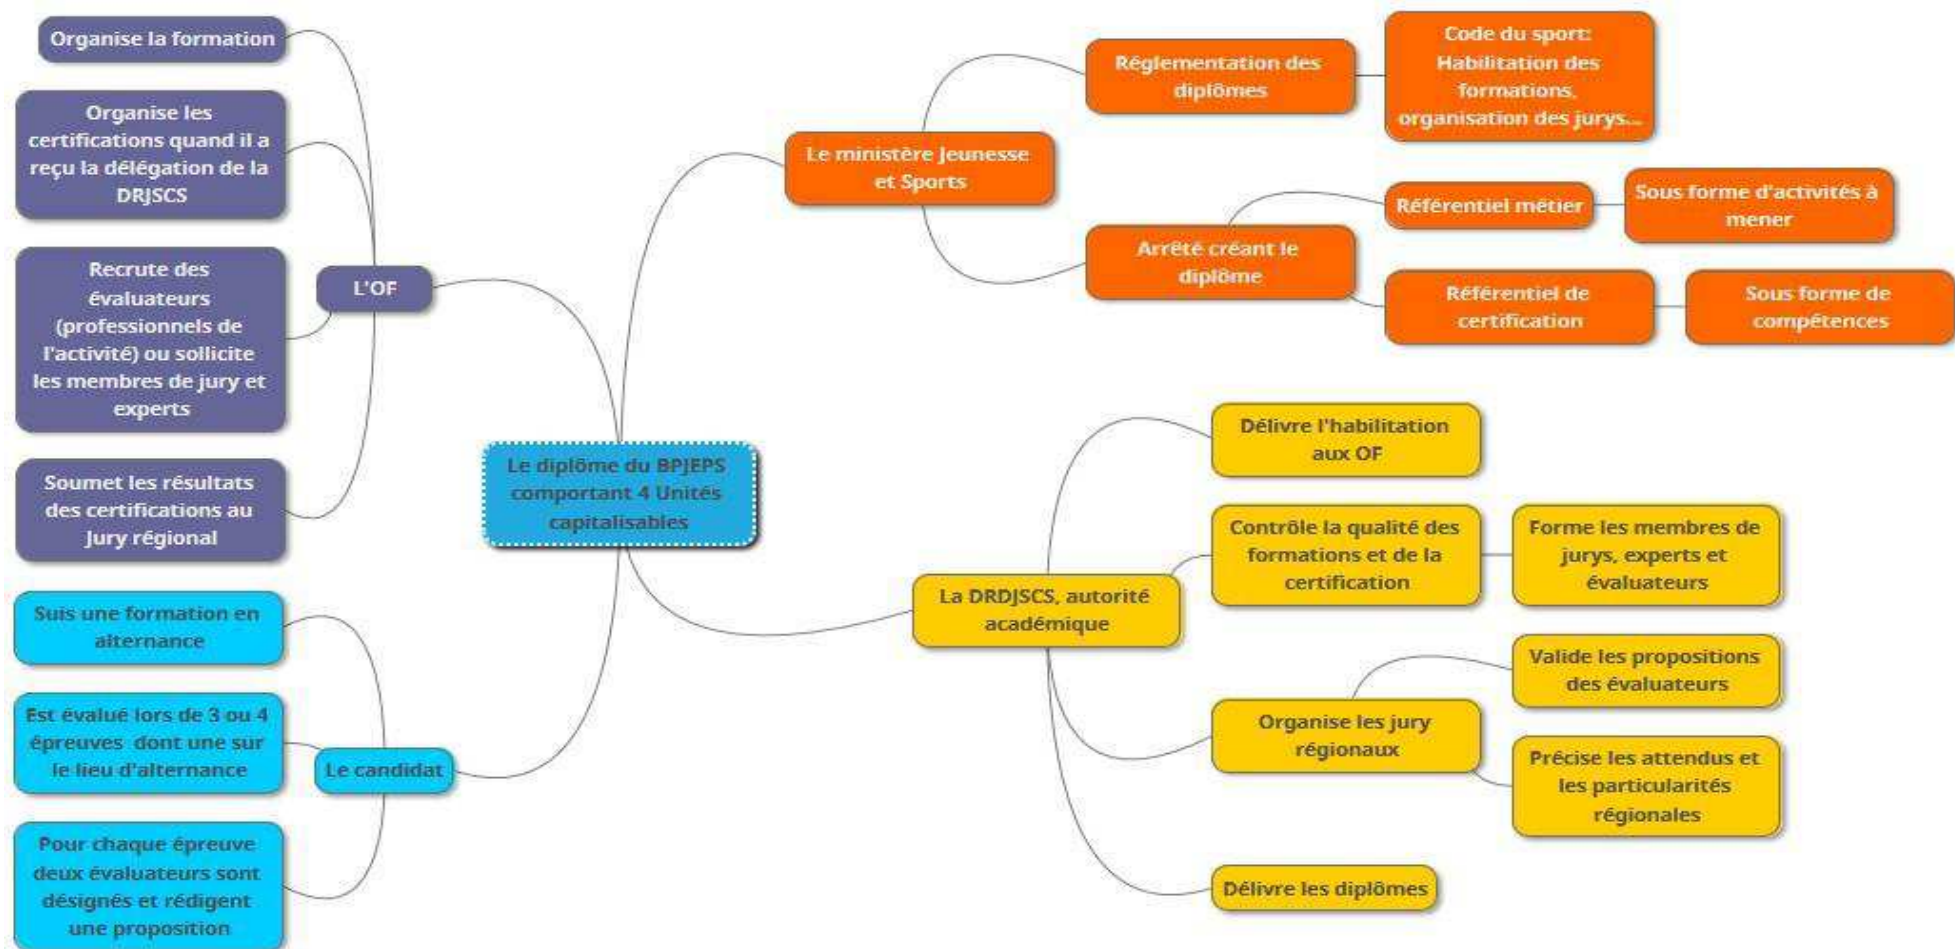 Organise la formation
Organise les
certifications quand il a
reçu la délégation de la
DRJSCS
Recrute des
évaluateurs
(professionnels de
l'activité) ou sollicite
les membres de jury et
experts
Soumet les résultats
des certifications au
Jury régional
L'OF
Suis une formation en
alternance
Est évalué lors de 3 ou 4
épreuves dont une sur
le lieu d'alternance
Pour chaque épreuve
deux évaluateurs sont
désignés et rédigent
une proposition
Le candidat
Le diplôme du BPJEPS
comportant 4 Unités
capitalisables
Le ministère Jeunesse
et Sports
Réglementation des
diplômes
Code du sport:
Habilitation des
formations,
organisation des jurys...
Arrêté créant le
diplôme
Référentiel métier
Sous forme d'activités à
mener
Référentiel de
certification
Sous forme de
compétences
La DRDJSCS, autorité
académique
Délivre l'habilitation
aux OF
Contrôle la qualité des
formations et de la
certification
Forme les membres de
jurys, experts et
évaluateurs
Organise les jury
régionaux
Valide les propositions
des évaluateurs
Précise les attendus et
les particularités
régionales
Délivre les diplômes